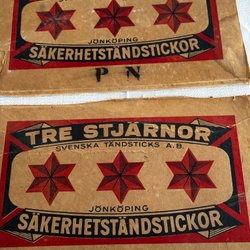 JÖNKÖPING
SÄKERHETSTÄNDSTICKOR
P N
TRE STJÄRNOR
SVENSKA TÄNDSTICKS A.B.
JÖNKÖPING
SÄKERHETSTÄNDSTICKOR